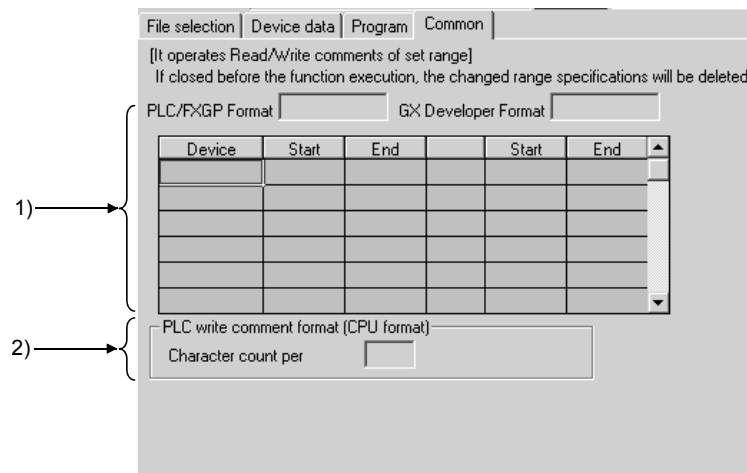 File selection Device data Program Common
[It operates Read/Write comments of set range]
If closed before the function execution, the changed range specifications will be deleted
PLC/FXGP Format GX Developer Format
Device Start End Start End
1)
PLC write comment format (CPU format)
2)
Character count per